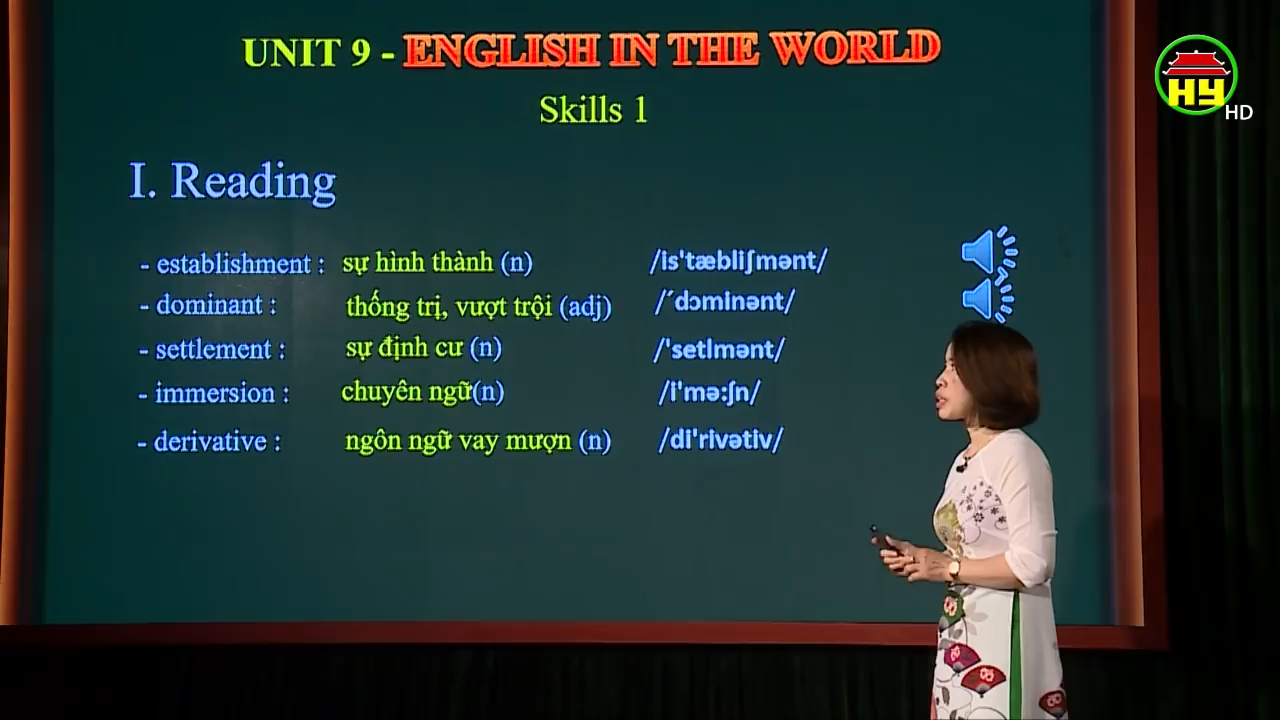 UNIT 9 - ENGLISH IN THE WORLD
Skills 1
I. Reading
- establishment : sự hình thành (n) /is'tæbliʃmənt/
- dominant : thống trị, vượt trội (adj) /´dɔminənt/
- settlement : sự định cư (n) /'setlmənt/
- immersion : chuyên ngữ(n) /i'mə:ʃn/
- derivative : ngôn ngữ vay mượn (n) /di'rivətiv/
HY
HD